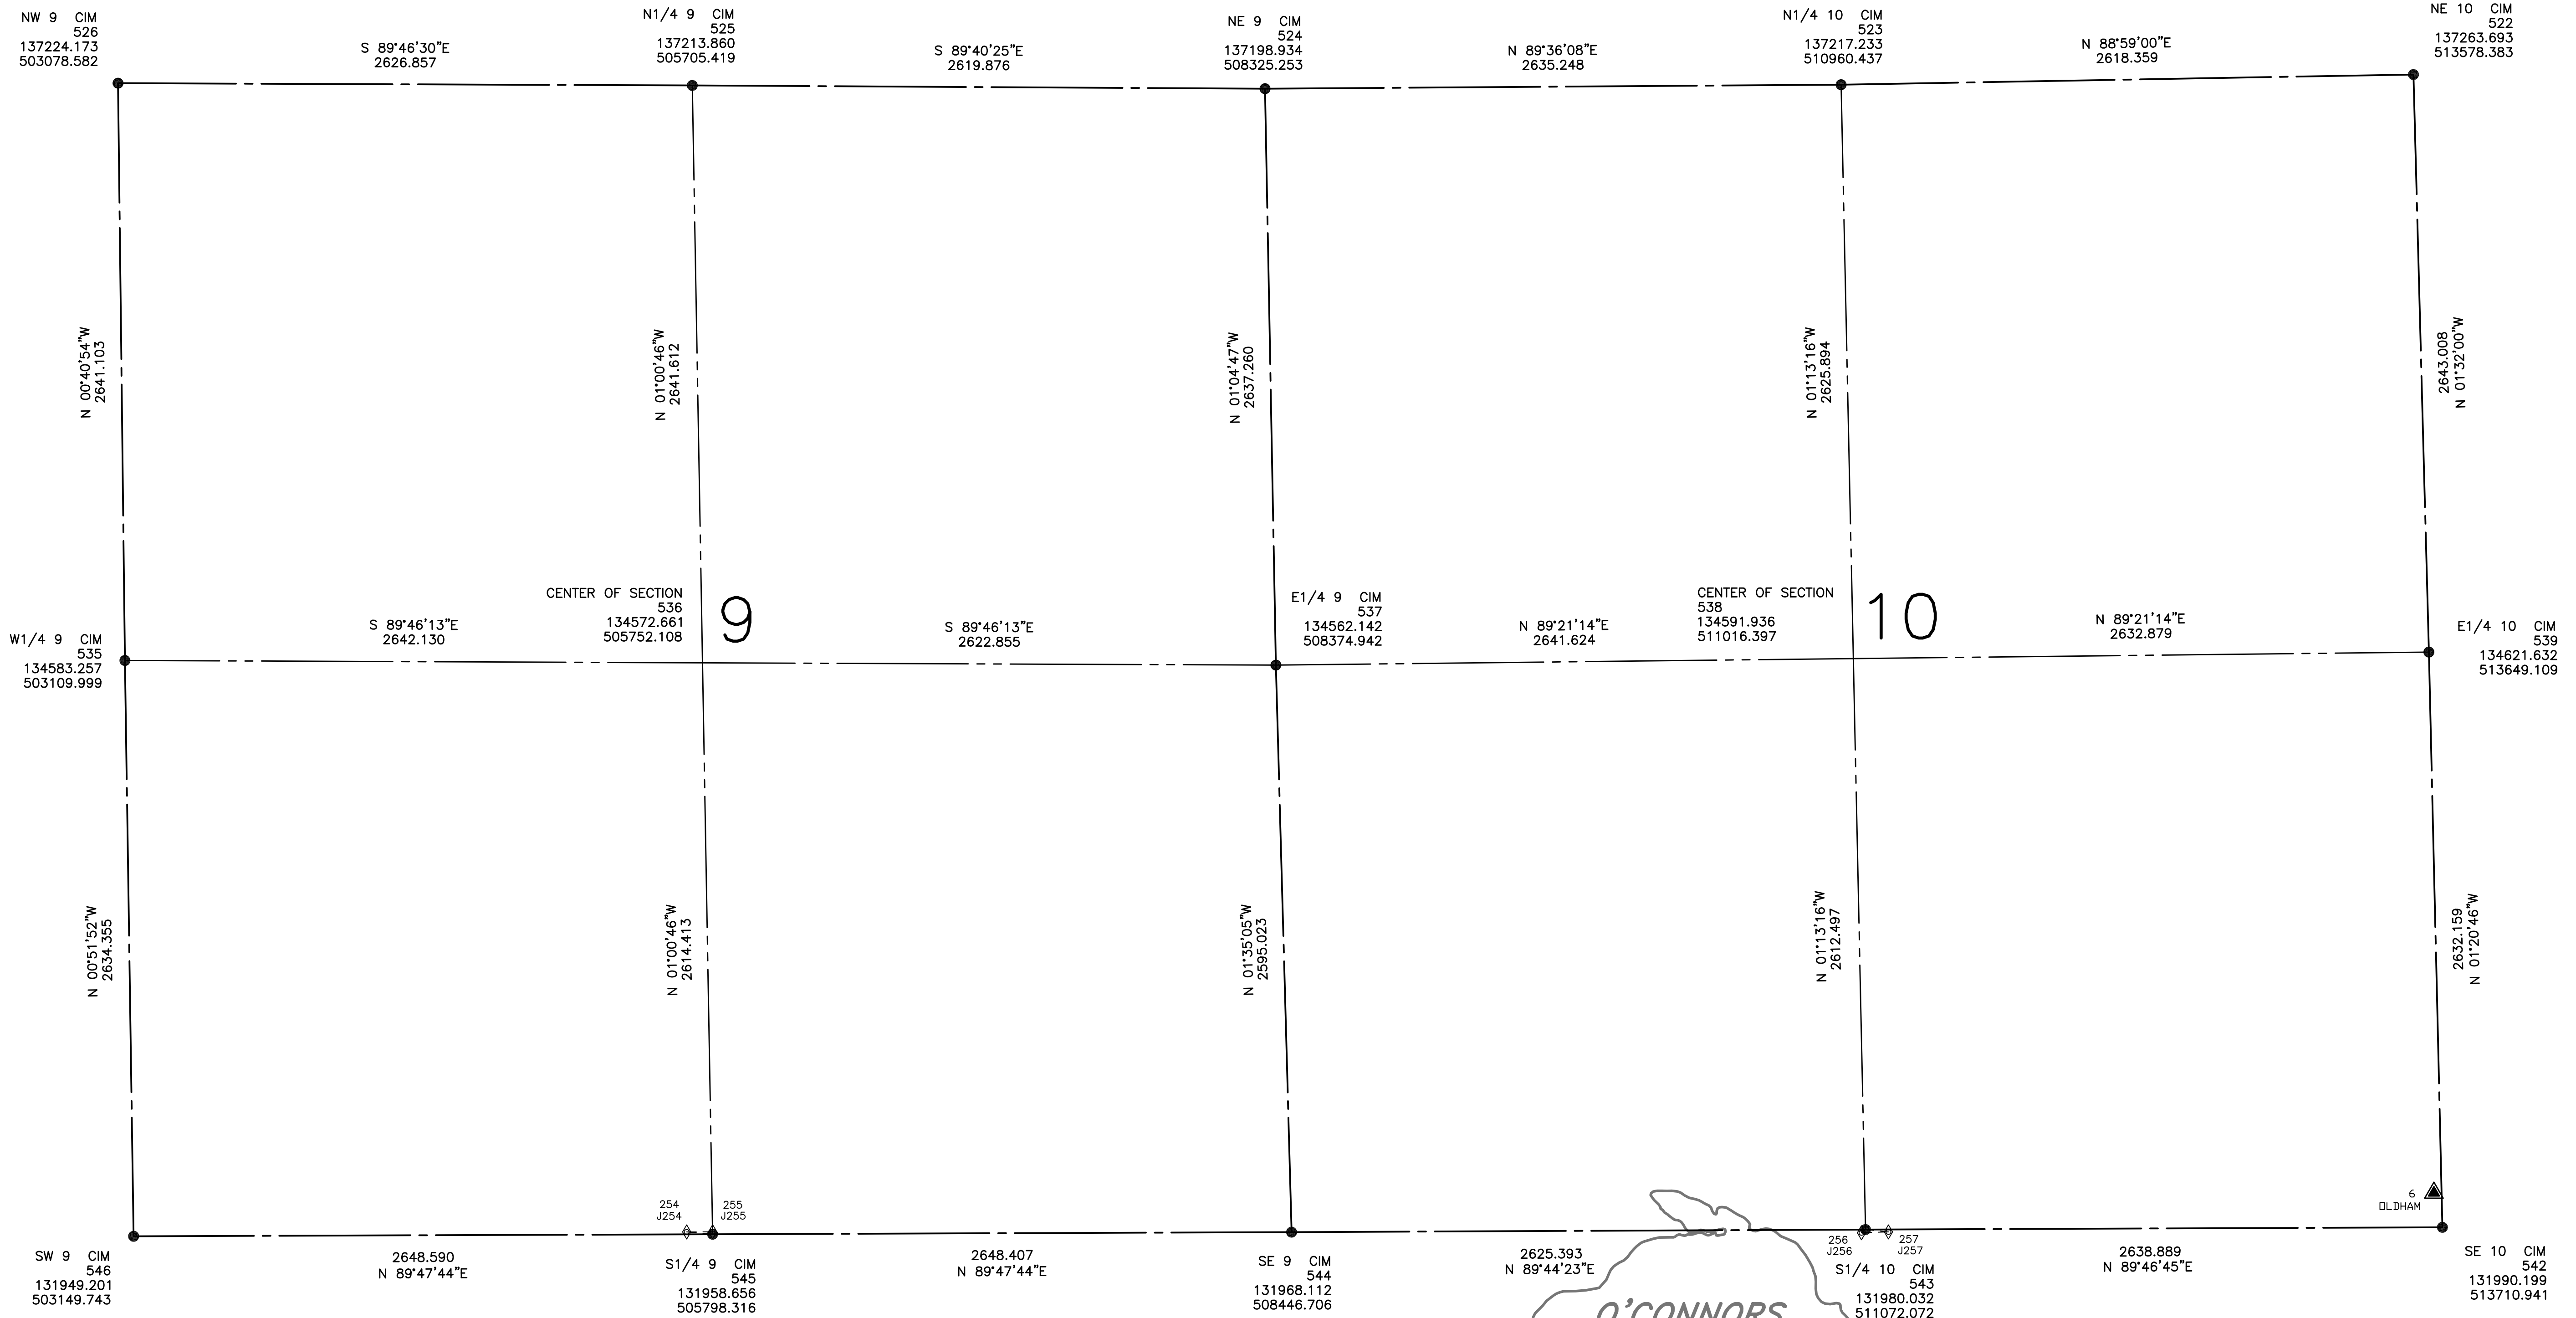 NW 9 CIM
526
137224.173
503078.582
S 89°46'30"E
2626.857
N1/4 9 CIM
525
137213.860
505705.419
S 89°40'25"E
2619.876
NE 9 CIM
524
137198.934
508325.253
N 89°36'08"E
2635.248
N1/4 10 CIM
523
137217.233
510960.437
N 88°59'00"E
2618.359
NE 10 CIM
522
137263.693
513578.383
N 00°40'54"W
2641.103
N 01°00'46"W
2641.612
N 01°04'47"W
2637.260
N 01°13'16"W
2625.894
2643.008
N 01°32'00"W
W1/4 9 CIM
535
134583.257
503109.999
S 89°46'13"E
2642.130
CENTER OF SECTION
536
134572.661
505752.108
9
S 89°46'13"E
2622.855
E1/4 9 CIM
537
134562.142
508374.942
N 89°21'14"E
2641.624
CENTER OF SECTION
538
134591.936
511016.397
10
N 89°21'14"E
2632.879
E1/4 10 CIM
539
134621.632
513649.109
N 00°51'52"W
2634.355
N 01°00'46"W
2614.413
N 01°35'05"W
2595.023
N 01°13'16"W
2612.497
2632.159
N 01°20'46"W
254
J254
255
J255
256
J256
257
J257
6
OLDHAM
SW 9 CIM
546
131949.201
503149.743
2648.590
N 89°47'44"E
S1/4 9 CIM
545
131958.656
505798.316
2648.407
N 89°47'44"E
SE 9 CIM
544
131968.112
508446.706
2625.393
N 89°44'23"E
S1/4 10 CIM
543
131980.032
511072.072
2638.889
N 89°46'45"E
SE 10 CIM
542
131990.199
513710.941
O'CONNORS